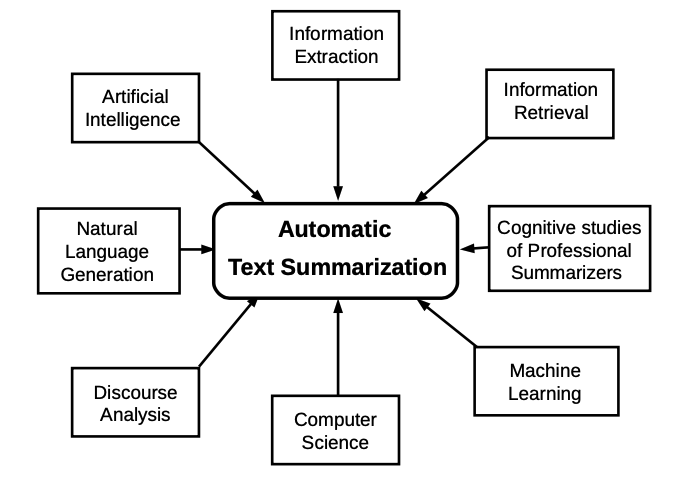 Information
Extraction
Artificial
Intelligence
Information
Retrieval
Automatic
Text Summarization
Natural
Language
Generation
Cognitive studies
of Professional
Summarizers
Discourse
Analysis
Computer
Science
Machine
Learning